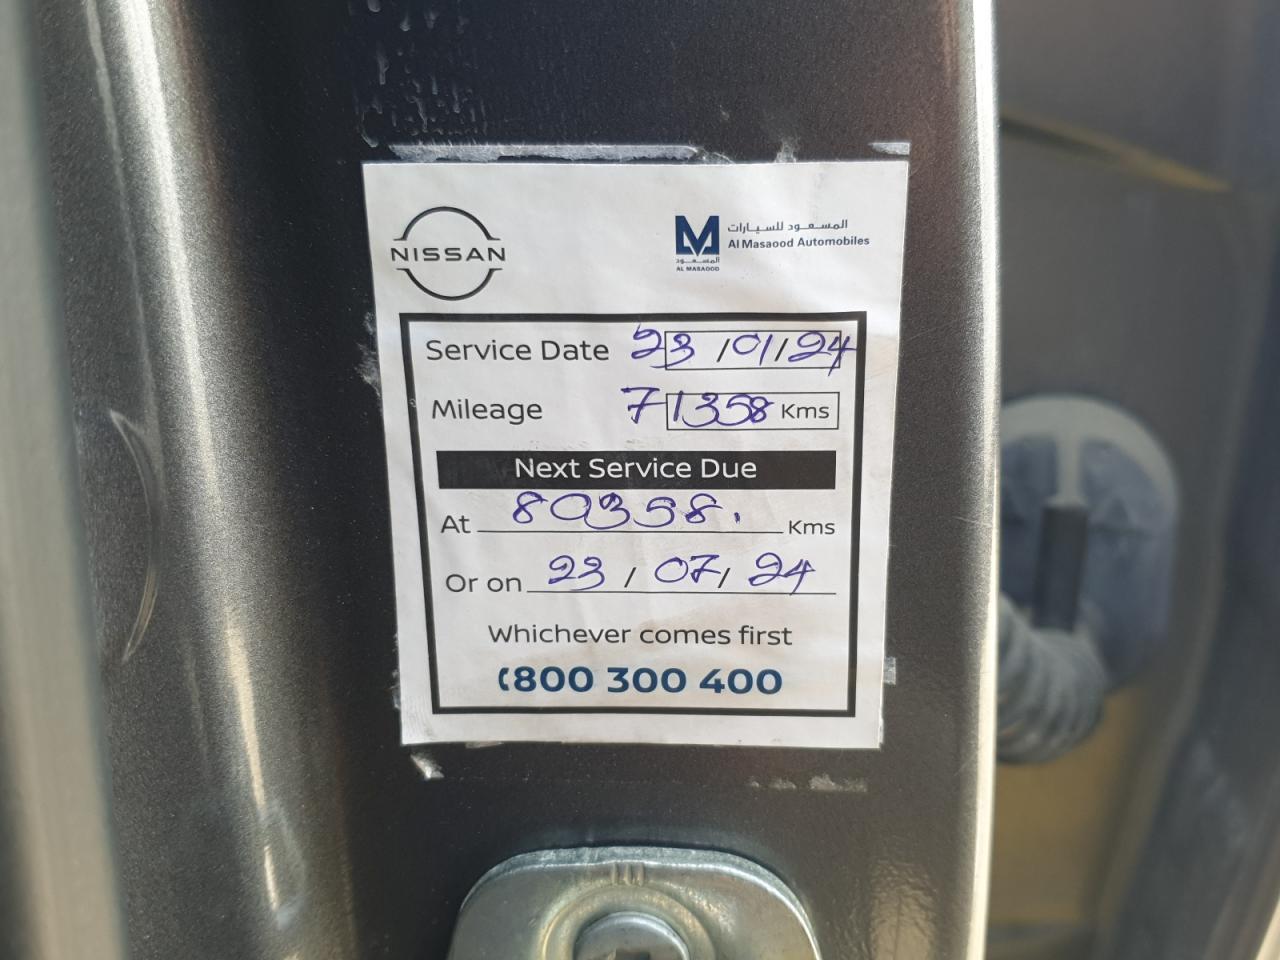 NISSAN
المسعود للسيارات
Al Masaood Automobiles
المسعود
AL MASAOOD
Service Date 23/01/24
Mileage 71358 Kms
Next Service Due
At 80358. Kms
Or on 23/07/24
Whichever comes first
800 300 400